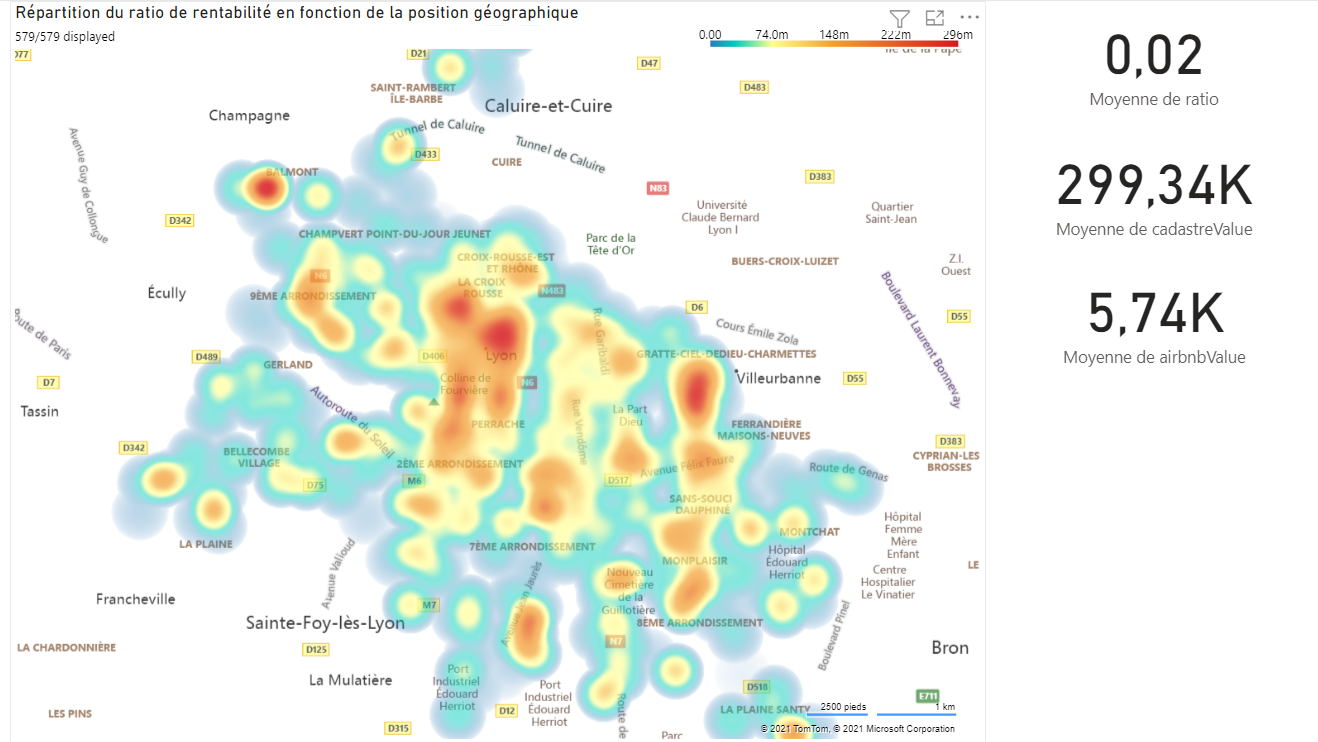 Répartition du ratio de rentabilité en fonction de la position géographique
579/579 displayed
0.00 74.0m 148m 222m 296m
0,02
Moyenne de ratio
299,34K
Moyenne de cadastreValue
5,74K
Moyenne de airbnbValue
D77
D21
D47
D483
SAINT-RAMBERT
ÎLE-BARBE
Caluire-et-Cuire
Champagne
Tunnel de Caluire
Tunnel de Caluire
D433
CUIRE
Avenue Guy de Collongue
BALMONT
D383
N83
D342
Université
Claude Bernard
Lyon I
Quartier
Saint-Jean
CHAMPVERT POINT-DU-JOUR JEUNET
Parc de la
Tête d'Or
CROIX-ROUSSE-EST
ET RHÔNE
BUERS-CROIX-LUIZET
Z.I.
Ouest
N6
LA CROIX
ROUSSE
N483
Écully
9ÈME ARRONDISSEMENT
D6
Boulevard Laurent Bonnevay
D55
Route de Paris
Rue Garibaldi
Cours Émile Zola
D489
D406
Lyon
GRATTE-CIEL-DEDIEU-CHARMETTES
GERLAND
D7
Colline de
Fourvière
N6
Villeurbanne
D55
Tassin
Autoroute du Soleil
Rue Vendôme
La Part
Dieu
PERRACHE
FERRANDIÈRE
MAISONS-NEUVES
D342
D383
BELLECOMBE
VILLAGE
2ÈME ARRONDISSEMENT
Avenue Félix Faure
CYPRIAN-LES
BROSSES
Route de Genas
D75
M6
D517
SANS-SOUCI
DAUPHINÉ
LA PLAINE
MONTCHAT
Hôpital
Femme
Mère
Enfant
7ÈME ARRONDISSEMENT
Hôpital
Édouard
Herriot
MONPLAISIR
LE
Avenue Valioud
Nouveau
Cimetière
de la
Guillotière
Centre
Hospitalier
Le Vinatier
Francheville
M7
Avenue Jean Jaurès
Sainte-Foy-lès-Lyon
8ÈME ARRONDISSEMENT
Boulevard Pinel
LA CHARDONNIÈRE
D125
N7
Bron
La Mulatière
Port
Industriel
Édouard
Herriot
Port
Industriel
Édouard
Herriot
D518
E711
LES PINS
D12
Route de
LA PLAINE SANTY
2500 pieds 1 km
D315
Parc
© 2021 TomTom, © 2021 Microsoft Corporation